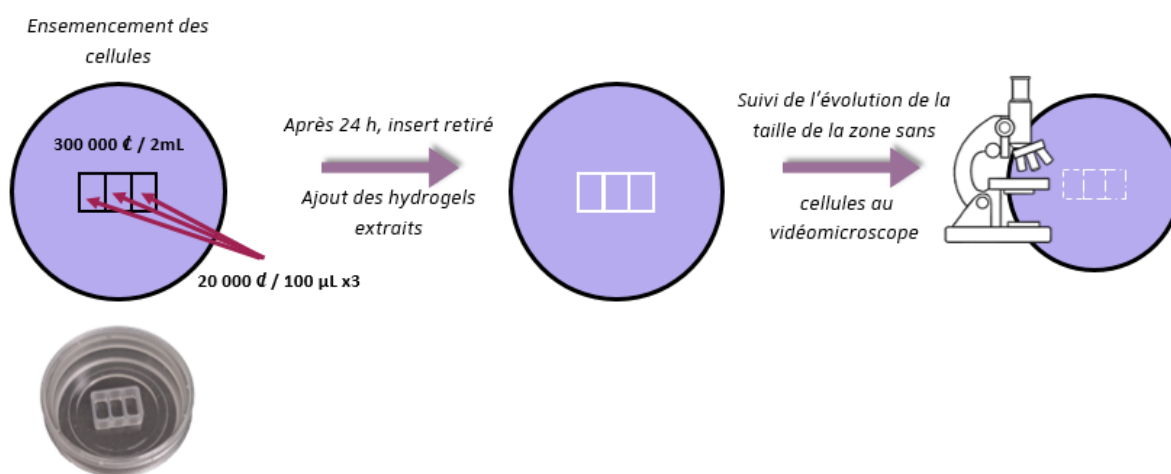 Ensemencement des
cellules
300 000 ₵ / 2mL
20 000 ₵ / 100 µL x3
Après 24 h, insert retiré
Ajout des hydrogels
extraits
Suivi de l'évolution de la
taille de la zone sans
cellules au
vidéomicroscope